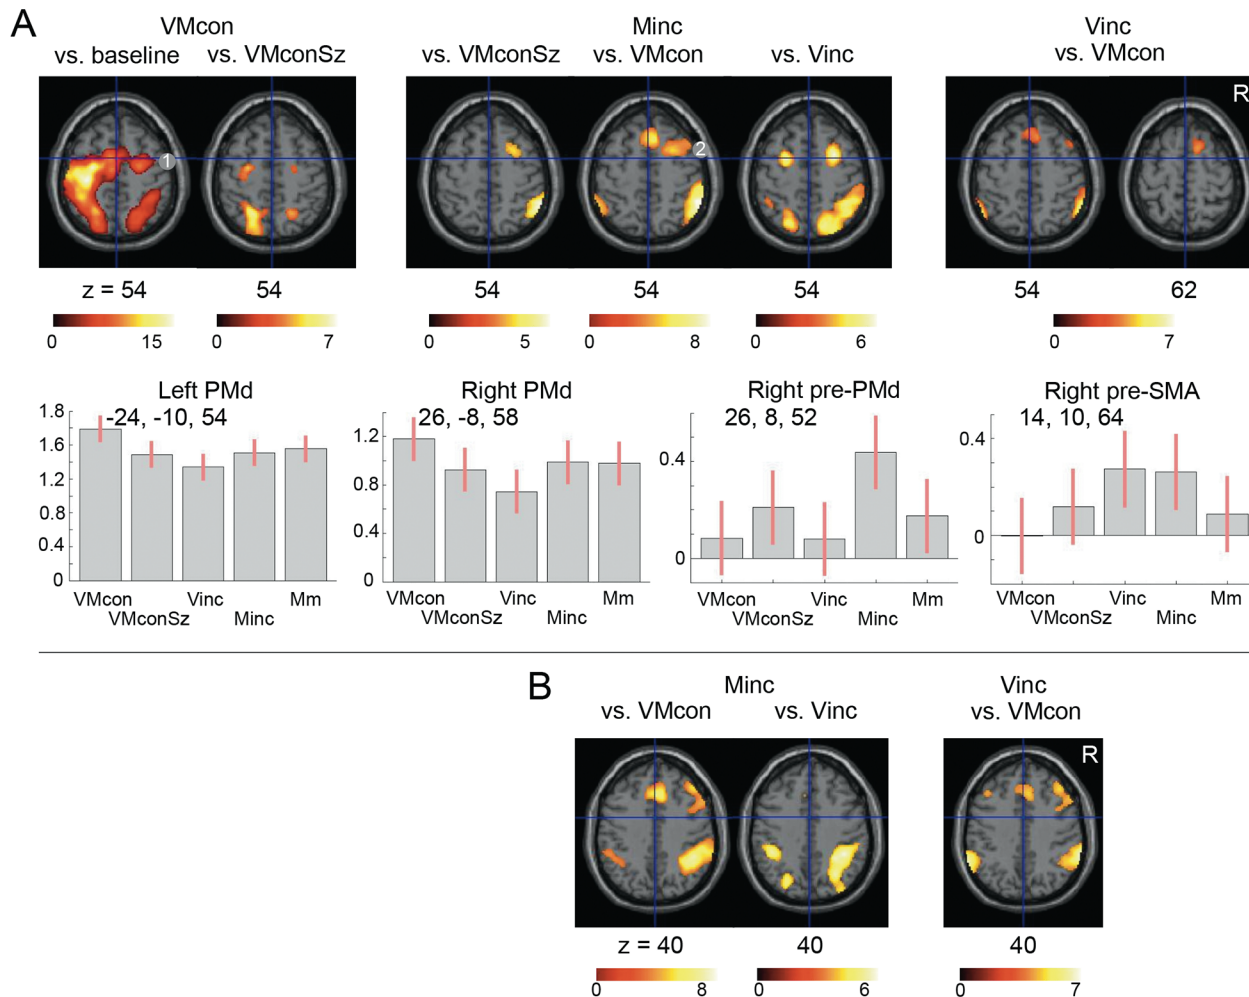 A
VMcon
vs. baseline vs. VMconSz
Minc
vs. VMconSz vs. VMcon vs. Vinc
Vinc
vs. VMcon
1
2
R
z = 54 54 54 54 54 54 62
0 15 0 7 0 5 0 8 0 6 0 7
Left PMd
-24, -10, 54
1.8
1.6
1.2
0.8
0.4
0
VMcon Vinc Mm
VMconSz Minc
Right PMd
26, -8, 58
1.2
0.8
0.4
0
VMcon Vinc Mm
VMconSz Minc
Right pre-PMd
26, 8, 52
0.4
0
VMcon Vinc Mm
VMconSz Minc
Right pre-SMA
14, 10, 64
0.4
0
VMcon Vinc Mm
VMconSz Minc
B
Minc
vs. VMcon vs. Vinc
Vinc
vs. VMcon
R
z = 40 40 40
0 8 0 6 0 7